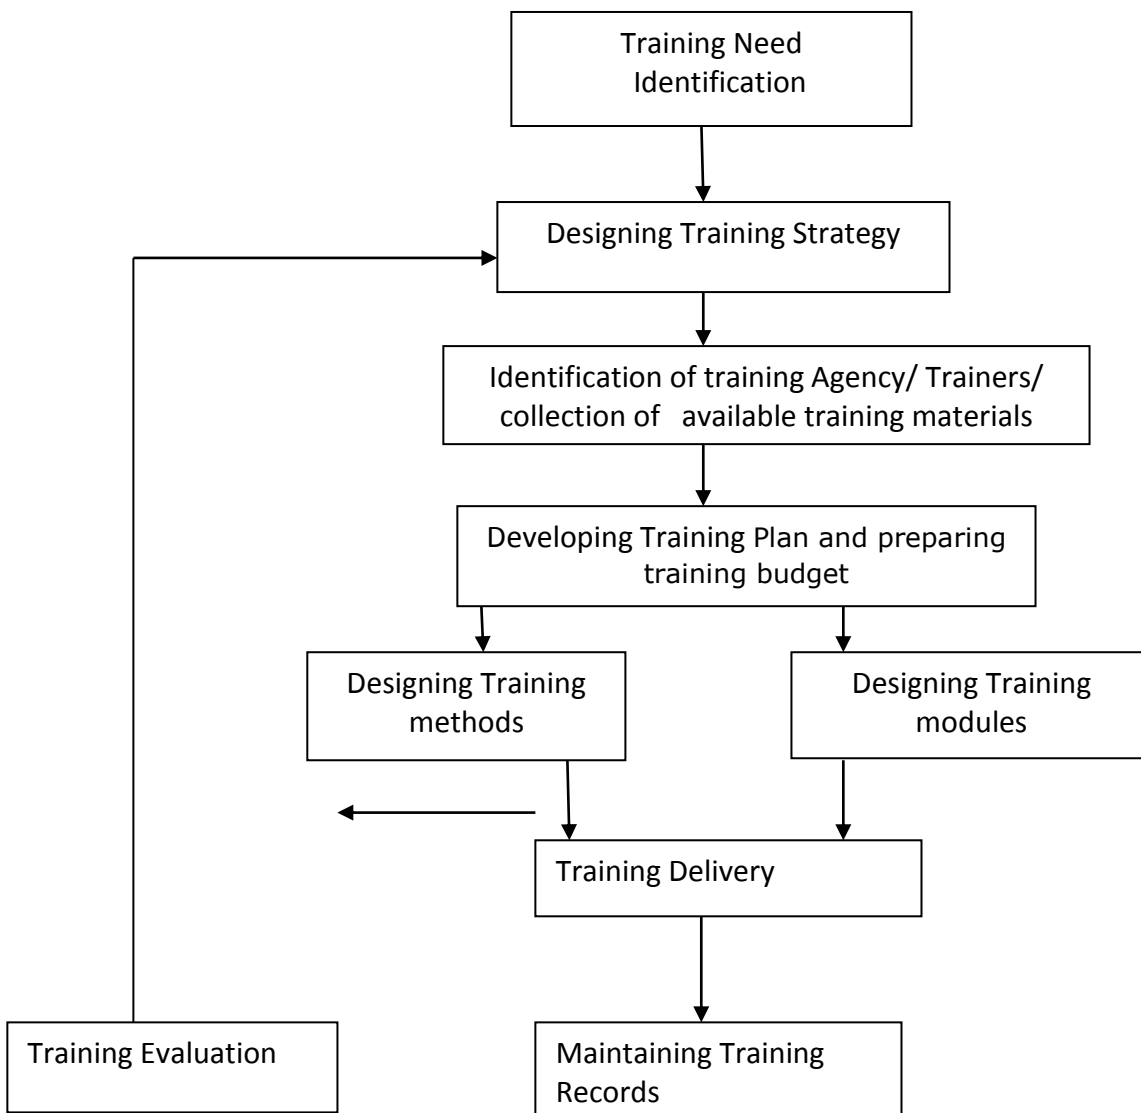 Training Need
Identification
Designing Training Strategy
Identification of training Agency/ Trainers/
collection of available training materials
Developing Training Plan and preparing
training budget
Designing Training
methods
Designing Training
modules
Training Delivery
Training Evaluation
Maintaining Training
Records